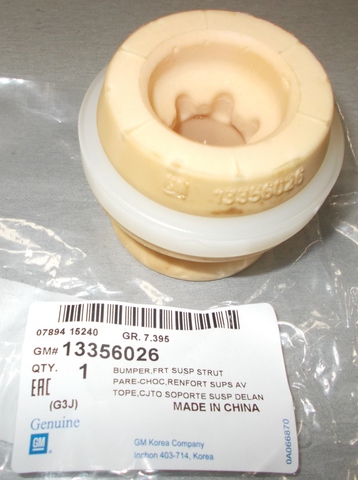 13356026
07894 15240 GR. 7.395
GM# 13356026
QTY. 1 BUMPER,FRT SUSP STRUT
EAC PARE-CHOC,RENFORT SUPS AV
(G3J) TOPE,CJTO SOPORTE SUSP DELAN
MADE IN CHINA
Genuine
GM
GM Korea Company
Inchon 403-714, Korea
0A066870